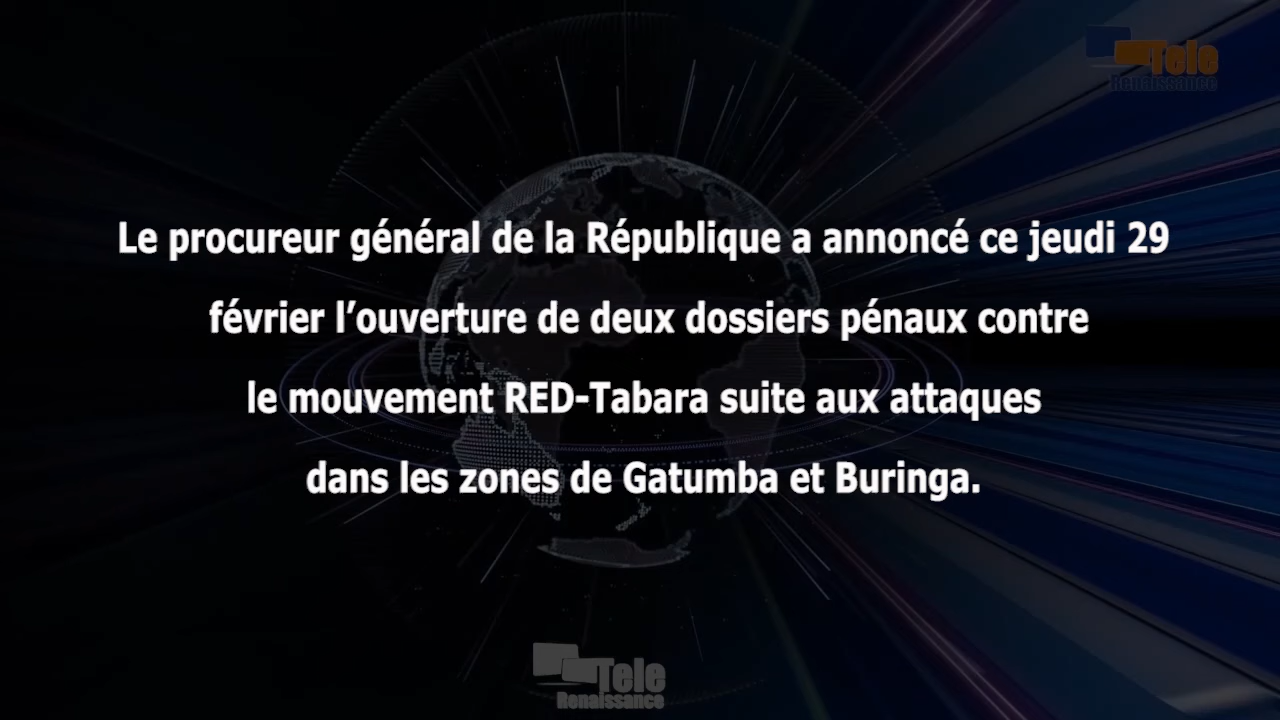 Tele
Renaissance
Le procureur général de la République a annoncé ce jeudi 29
février l’ouverture de deux dossiers pénaux contre
le mouvement RED-Tabara suite aux attaques
dans les zones de Gatumba et Buringa.
Tele
Renaissance